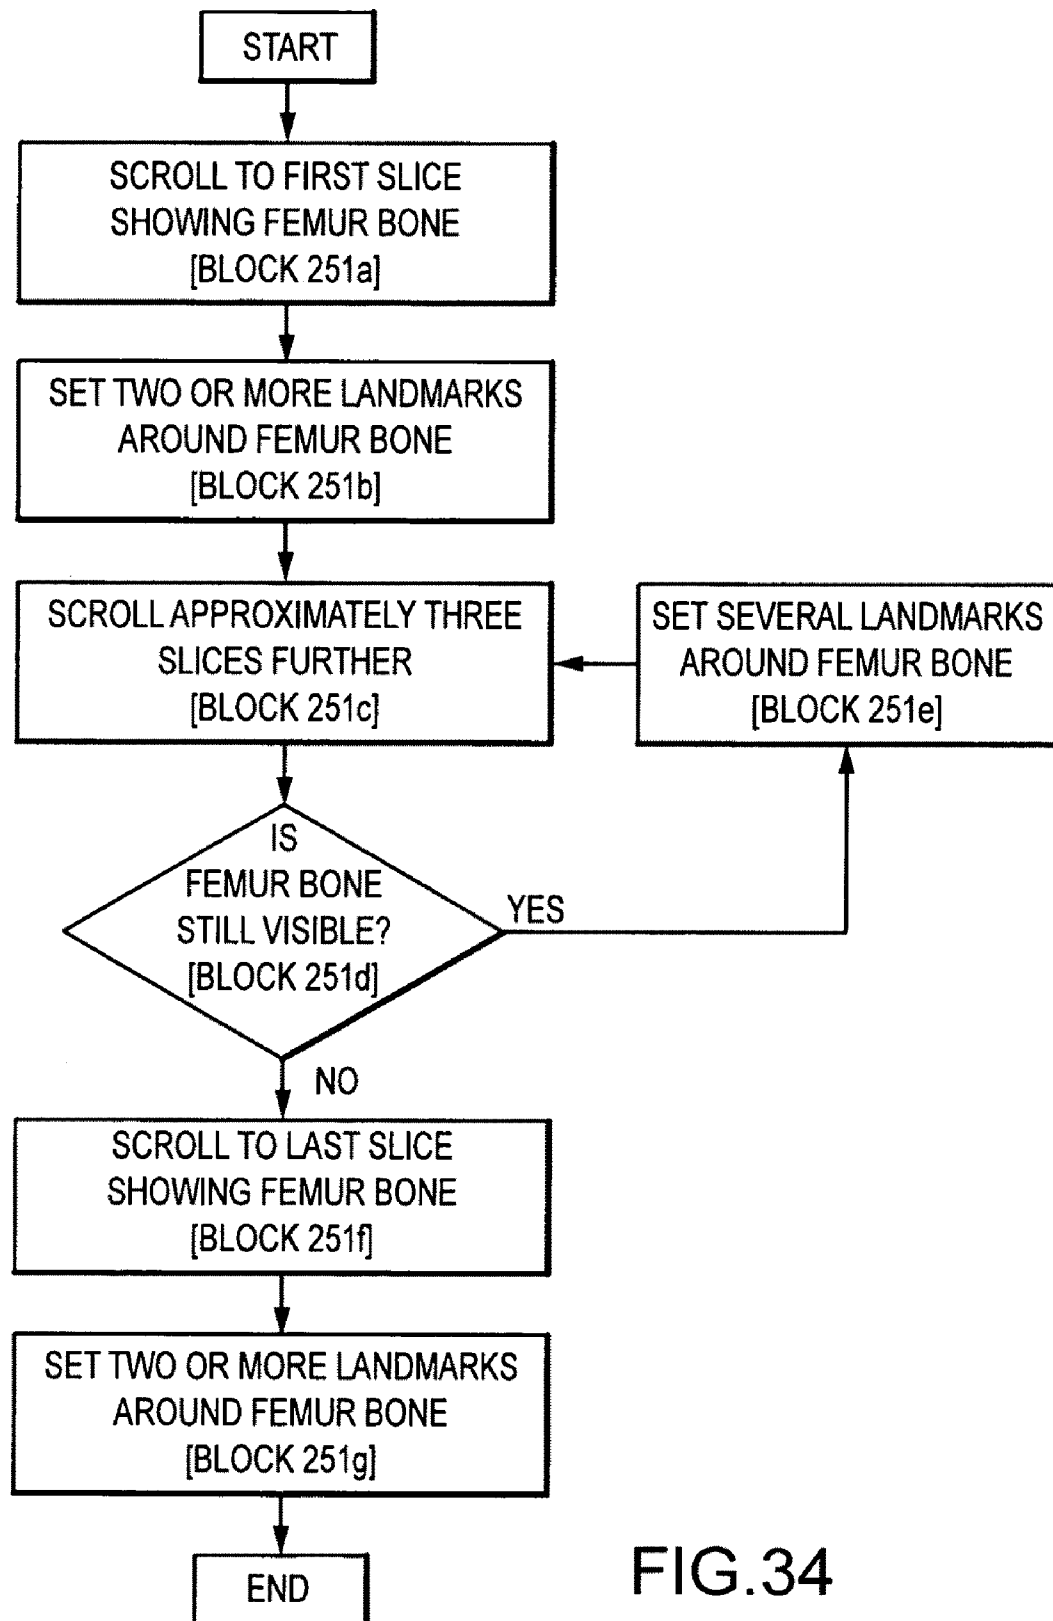 START
SCROLL TO FIRST SLICE
SHOWING FEMUR BONE
[BLOCK 251a]
SET TWO OR MORE LANDMARKS
AROUND FEMUR BONE
[BLOCK 251b]
SCROLL APPROXIMATELY THREE
SLICES FURTHER
[BLOCK 251c]
SET SEVERAL LANDMARKS
AROUND FEMUR BONE
[BLOCK 251e]
IS
FEMUR BONE
STILL VISIBLE?
[BLOCK 251d]
YES
NO
SCROLL TO LAST SLICE
SHOWING FEMUR BONE
[BLOCK 251f]
SET TWO OR MORE LANDMARKS
AROUND FEMUR BONE
[BLOCK 251g]
END
FIG.34